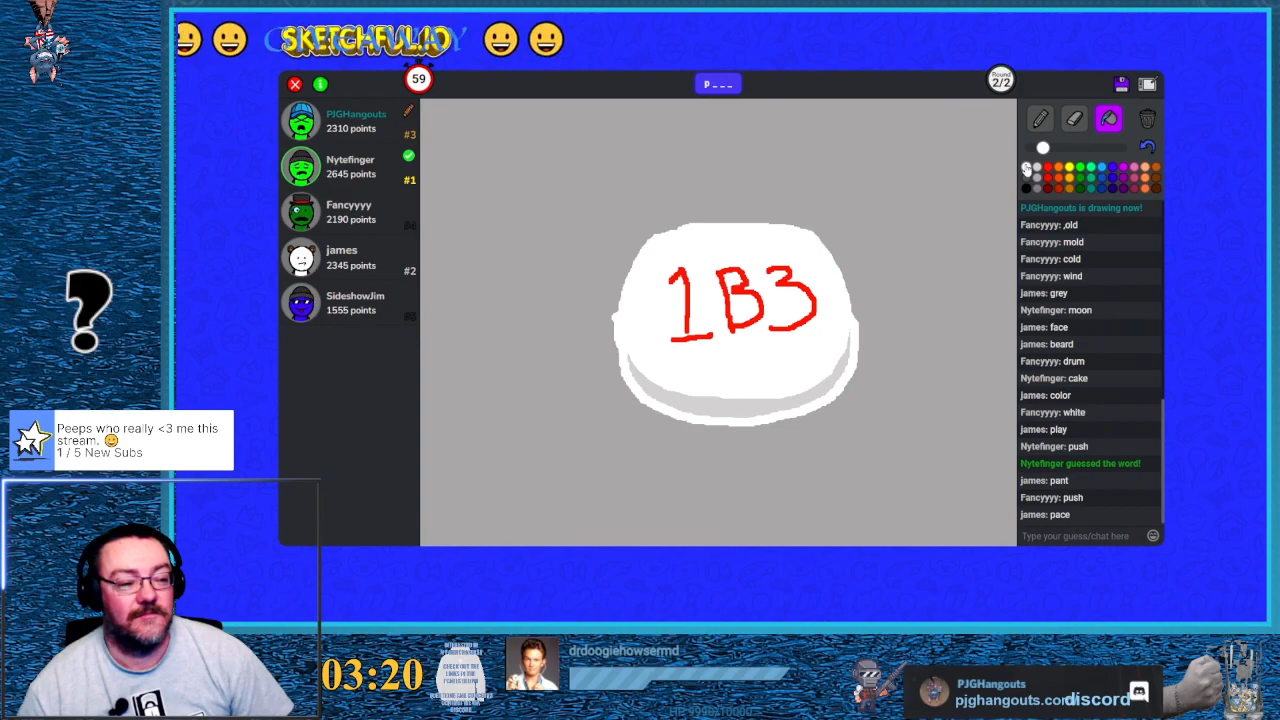 SKETCHFUL.IO
59
p _ _ _
Round
2/2
PJGHangouts
2310 points
#3
Nytefinger
2645 points
#1
Fancyyyy
2190 points
james
2345 points
#2
SideshowJim
1555 points
1B3
PJGHangouts is drawing now!
Fancyyyy: ,old
Fancyyyy: mold
Fancyyyy: cold
Fancyyyy: wind
james: grey
Nytefinger: moon
james: face
james: beard
Fancyyyy: drum
Nytefinger: cake
james: color
Fancyyyy: white
james: play
Nytefinger: push
Nytefinger guessed the word!
james: pant
Fancyyyy: push
james: pace
Type your guess/chat here
?
Peeps who really <3 me this
stream.
1 / 5 New Subs
03:20
drdoogiehowsermd
PJGHangouts
pjghangouts.com
discord